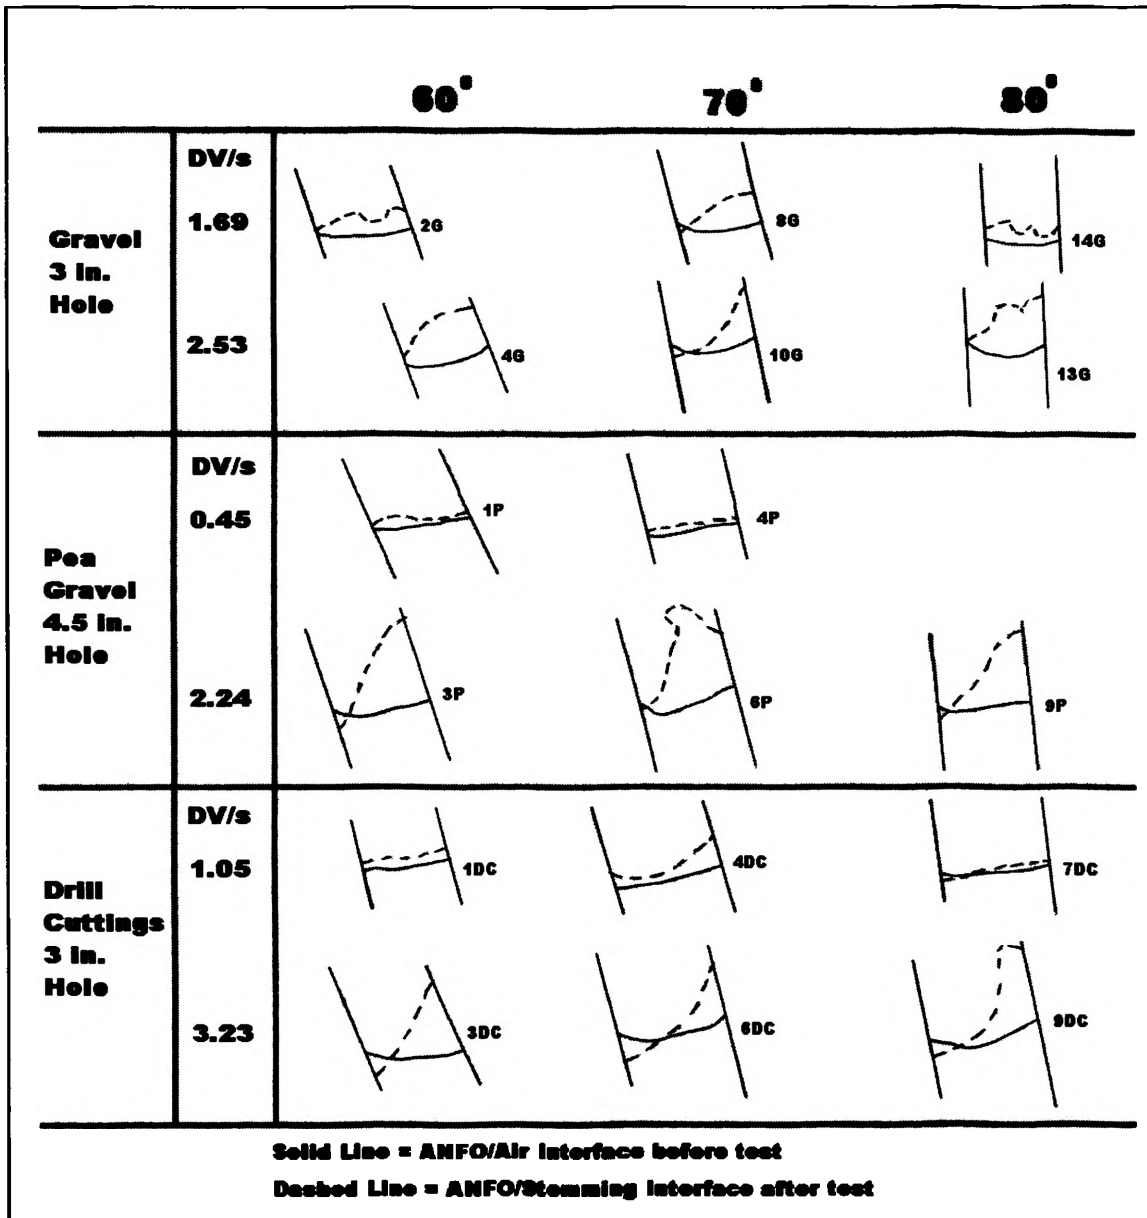 60° 70° 80°
Gravel
3 in.
Hole
DV/s
1.69
2G
8G
14G
2.53
4G
10G
13G
Pea
Gravel
4.5 in.
Hole
DV/s
0.45
1P
4P
2.24
3P
6P
9P
Drill
Cuttings
3 in.
Hole
DV/s
1.05
1DC
4DC
7DC
3.23
3DC
6DC
9DC
Solid Line = ANFO/Air Interface before test
Dashed Line = ANFO/Stemming Interface after test